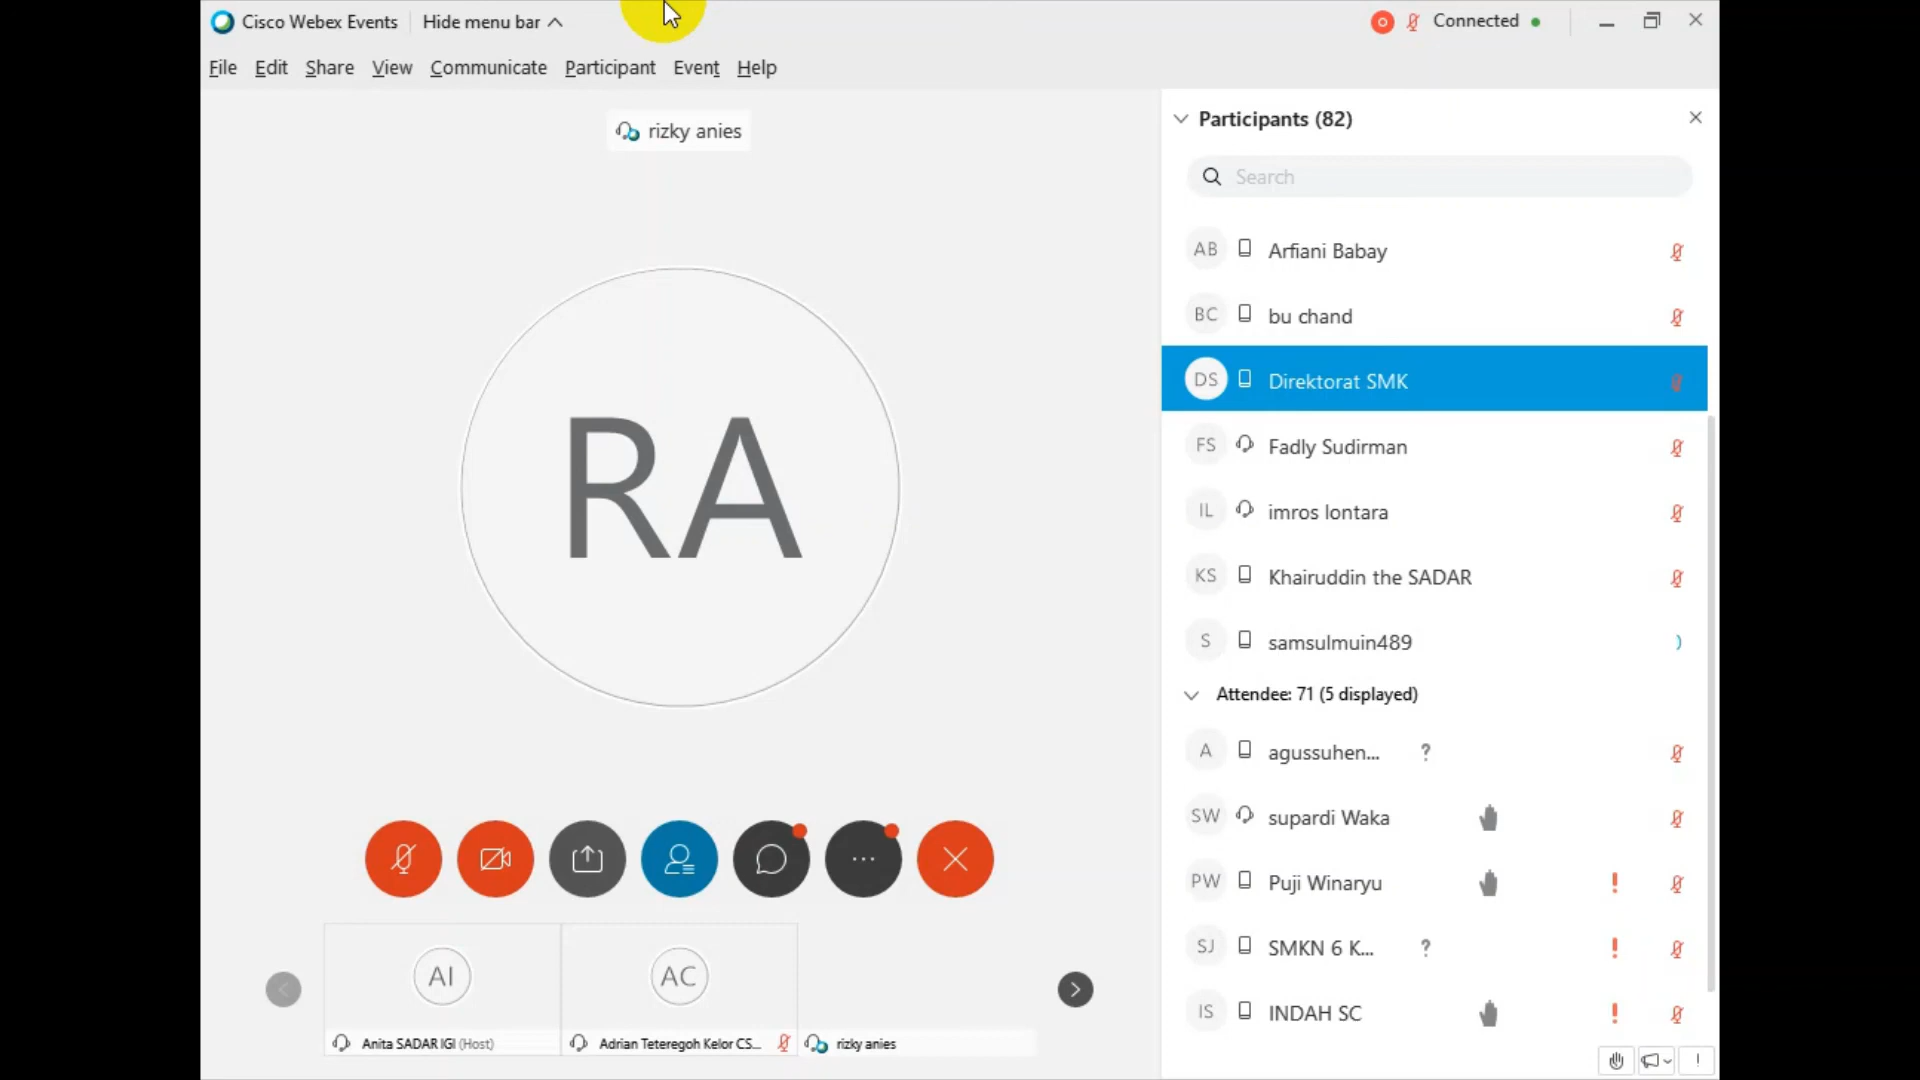 Cisco Webex Events
Hide menu bar
Connected
File Edit Share View Communicate Participant Event Help
rizky anies
RA
AI
Anita SADAR IGI (Host)
AC
Adrian Teteregoh Kelor CS...
rizky anies
Participants (82)
Search
AB Arfiani Babay
BC bu chand
DS Direktorat SMK
FS Fadly Sudirman
IL imros lontara
KS Khairuddin the SADAR
S samsulmuin489
Attendee: 71 (5 displayed)
A agussuhen... ?
SW supardi Waka
PW Puji Winaryu !
SJ SMKN 6 K... ? !
IS INDAH SC !
!